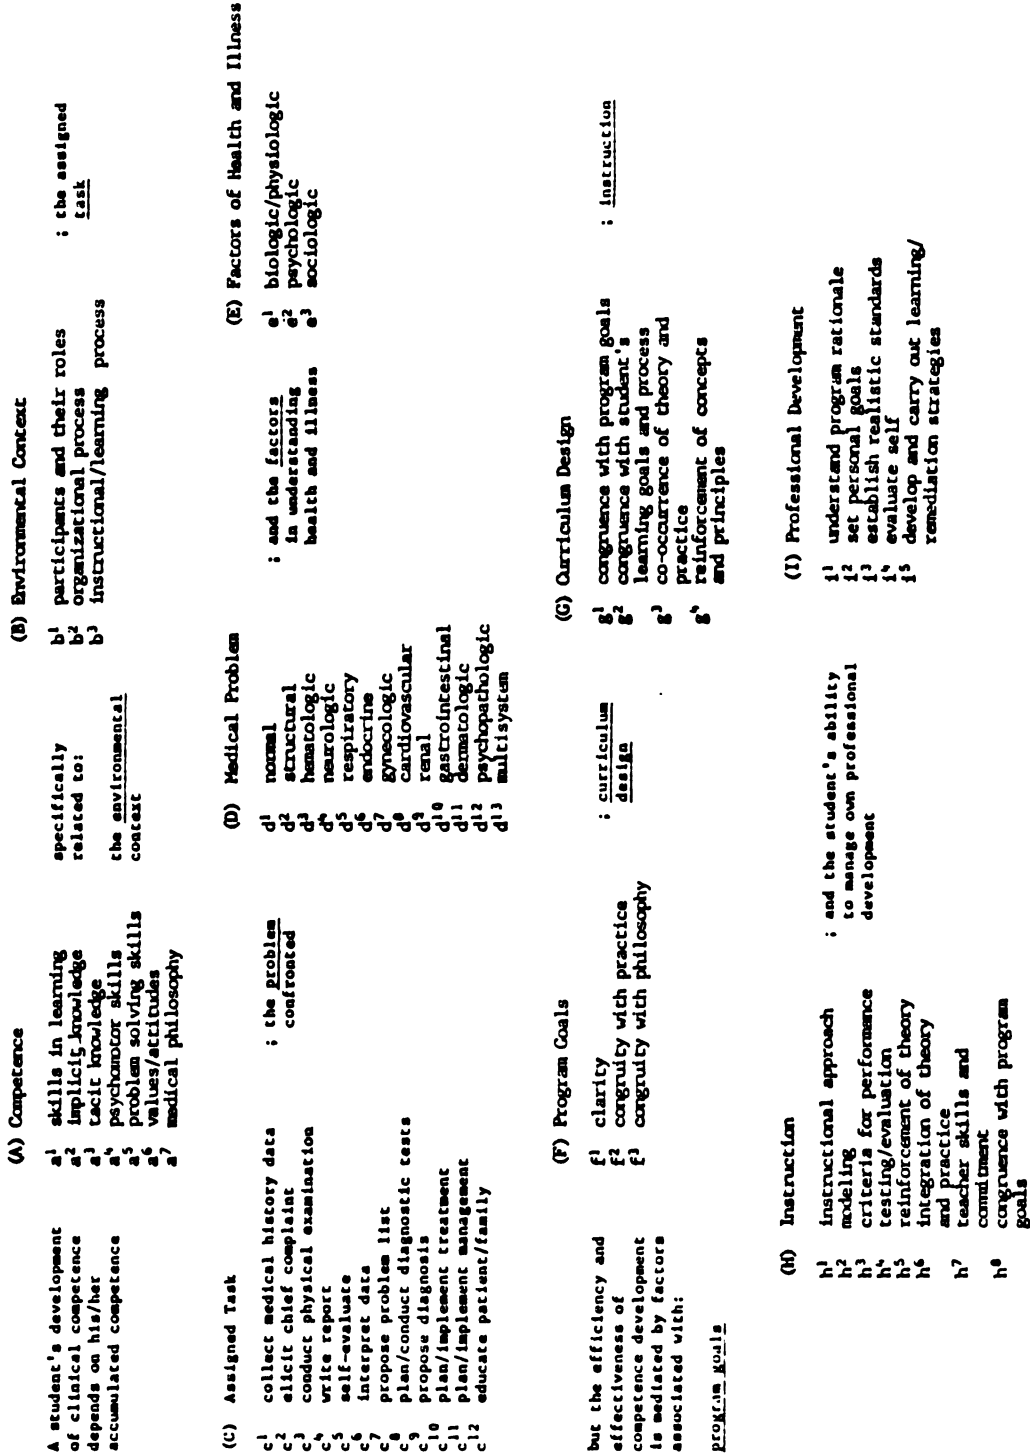 (A) Competence
(B) Environmental Context
A student's development
of clinical competence
depends on his/her
accumulated competence
a1 skills in learning
a2 implicit knowledge
a3 tacit knowledge
a4 psychomotor skills
a5 problem solving skills
a6 values/attitudes
a7 medical philosophy
specifically
related to:
the environmental
context
b1 participants and their roles
b2 organizational process
b3 instructional/learning process
; the assigned
task
(C) Assigned Task
c1 collect medical history data
c2 elicit chief complaint
c3 conduct physical examination
c4 write report
c5 self-evaluate
c6 interpret data
c7 propose problem list
c8 plan/conduct diagnostic tests
c9 propose diagnosis
c10 plan/implement treatment
c11 plan/implement management
c12 educate patient/family
; the problem
confronted
(D) Medical Problem
d1 normal
d2 structural
d3 hematologic
d4 neurologic
d5 respiratory
d6 endocrine
d7 gynecologic
d8 cardiovascular
d9 renal
d10 gastrointestinal
d11 dermatologic
d12 psychopathologic
d13 multisystem
; and the factors
in understanding
health and illness
(E) Factors of Health and Illness
e1 biologic/physiologic
e2 psychologic
e3 sociologic
but the efficiency and
effectiveness of
competence development
is mediated by factors
associated with:
program goals
(F) Program Goals
f1 clarity
f2 congruity with practice
f3 congruity with philosophy
; curriculum
design
(G) Curriculum Design
g1 congruence with program goals
g2 congruence with student's
learning goals and process
g3 co-occurrence of theory and
practice
g4 reinforcement of concepts
and principles
; instruction
(H) Instruction
h1 instructional approach
h2 modeling
h3 criteria for performance
h4 testing/evaluation
h5 reinforcement of theory
h6 integration of theory
and practice
h7 teacher skills and
commitment
h8 congruence with program
goals
; and the student's ability
to manage own professional
development
(I) Professional Development
i1 understand program rationale
i2 set personal goals
i3 establish realistic standards
i4 evaluate self
i5 develop and carry out learning/
remediation strategies